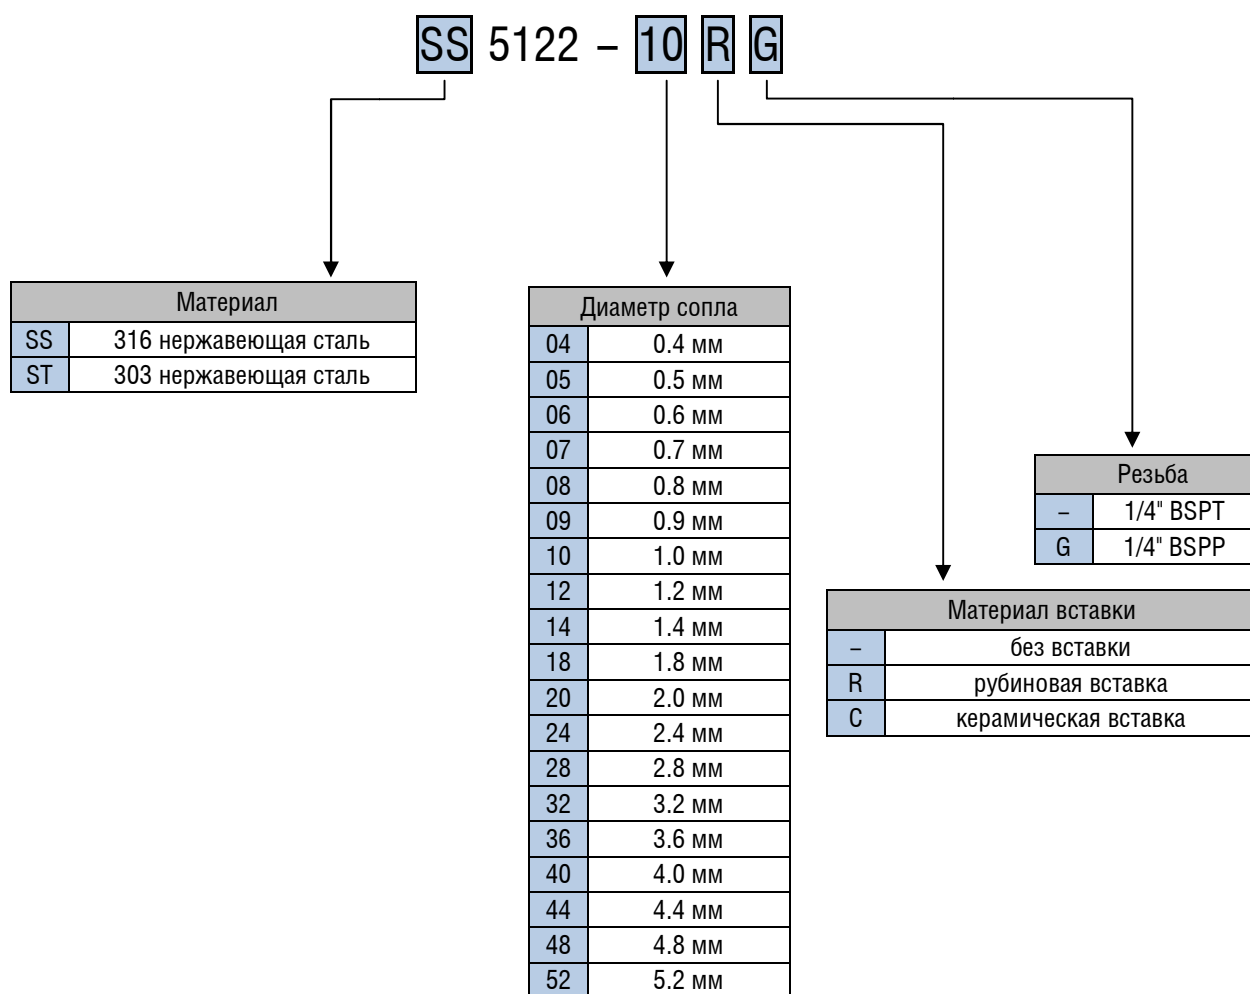 SS 5122 – 10 R G
Материал
SS 316 нержавеющая сталь
ST 303 нержавеющая сталь
Диаметр сопла
04 0.4 мм
05 0.5 мм
06 0.6 мм
07 0.7 мм
08 0.8 мм
09 0.9 мм
10 1.0 мм
12 1.2 мм
14 1.4 мм
18 1.8 мм
20 2.0 мм
24 2.4 мм
28 2.8 мм
32 3.2 мм
36 3.6 мм
40 4.0 мм
44 4.4 мм
48 4.8 мм
52 5.2 мм
Резьба
– 1/4" BSPT
G 1/4" BSPP
Материал вставки
– без вставки
R рубиновая вставка
C керамическая вставка